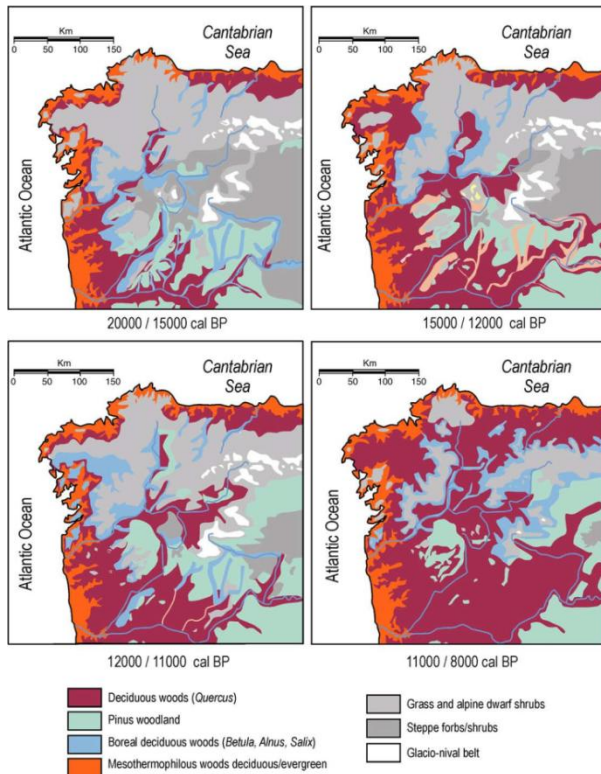 Km
0 50 100 150
Cantabrian
Sea
Atlantic Ocean
20000 / 15000 cal BP
Km
0 50 100 150
Cantabrian
Sea
Atlantic Ocean
15000 / 12000 cal BP
Km
0 50 100 150
Cantabrian
Sea
Atlantic Ocean
12000 / 11000 cal BP
Km
0 50 100 150
Cantabrian
Sea
Atlantic Ocean
11000 / 8000 cal BP
Deciduous woods (Quercus)
Pinus woodland
Boreal deciduous woods (Betula, Alnus, Salix)
Mesothermophilous woods deciduous/evergreen
Grass and alpine dwarf shrubs
Steppe forbs/shrubs
Glacio-nival belt